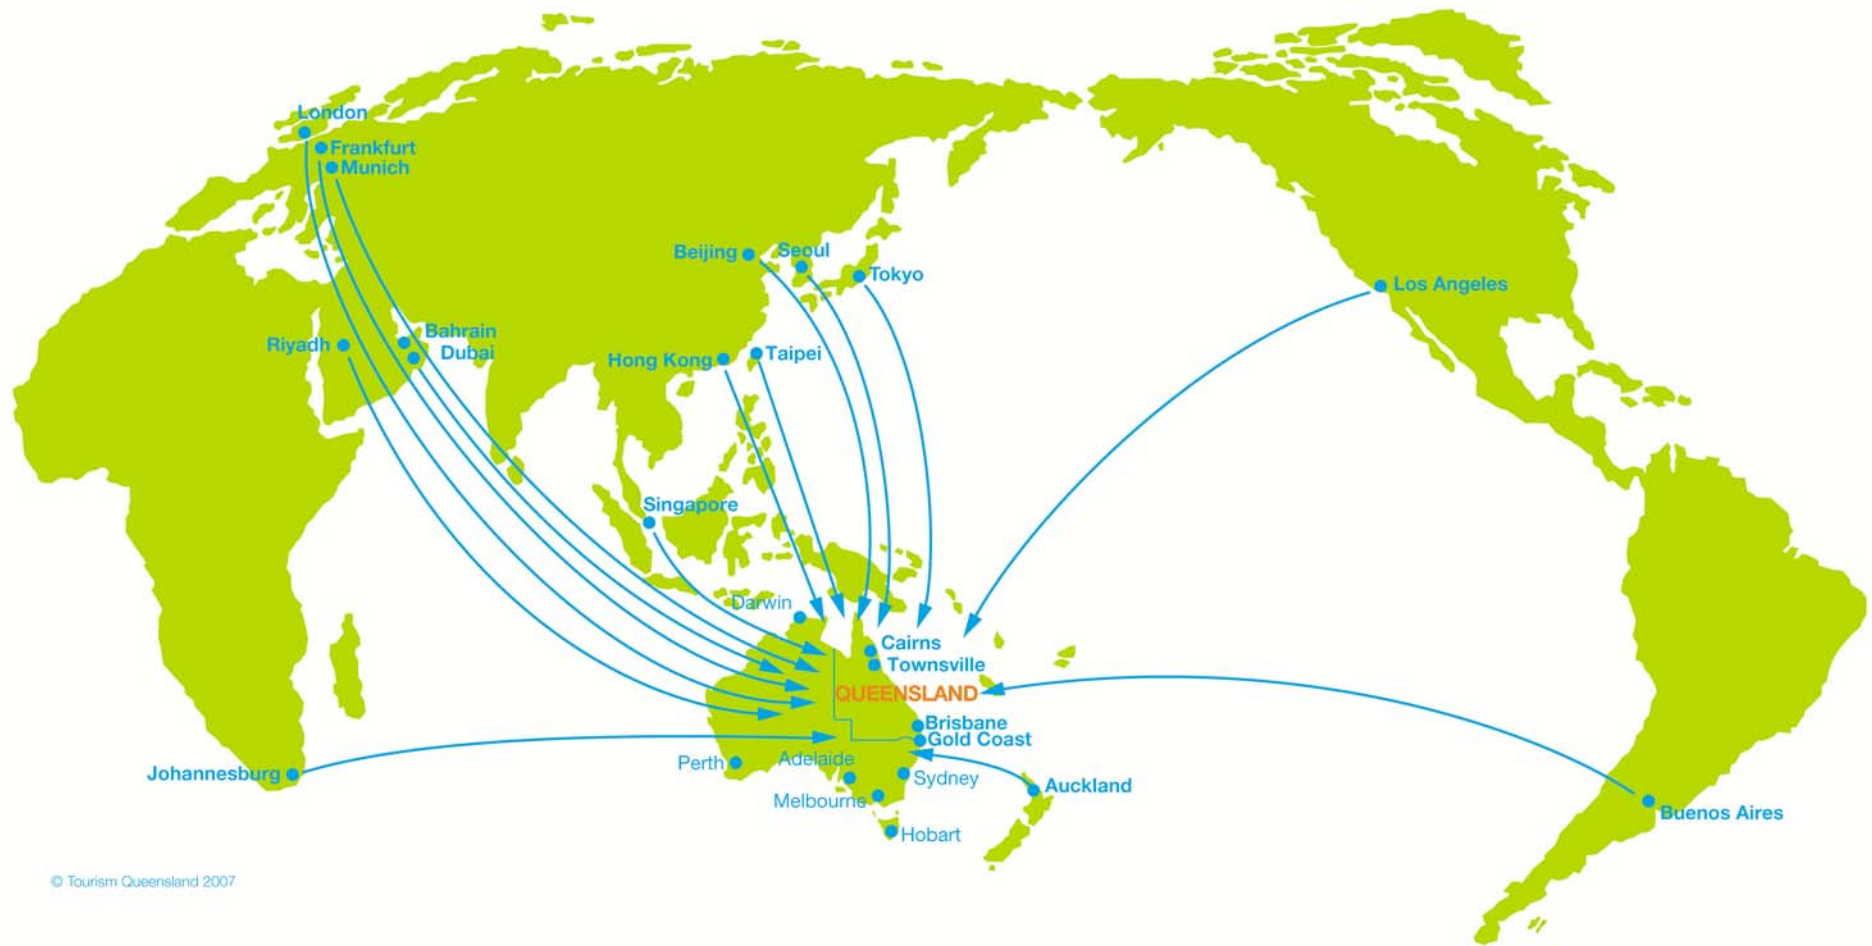 London
Frankfurt
Munich
Beijing
Seoul
Tokyo
Los Angeles
Riyadh
Bahrain
Dubai
Hong Kong
Taipei
Singapore
Darwin
Cairns
Townsville
QUEENSLAND
Brisbane
Gold Coast
Perth
Adelaide
Sydney
Melbourne
Hobart
Johannesburg
Auckland
Buenos Aires
© Tourism Queensland 2007